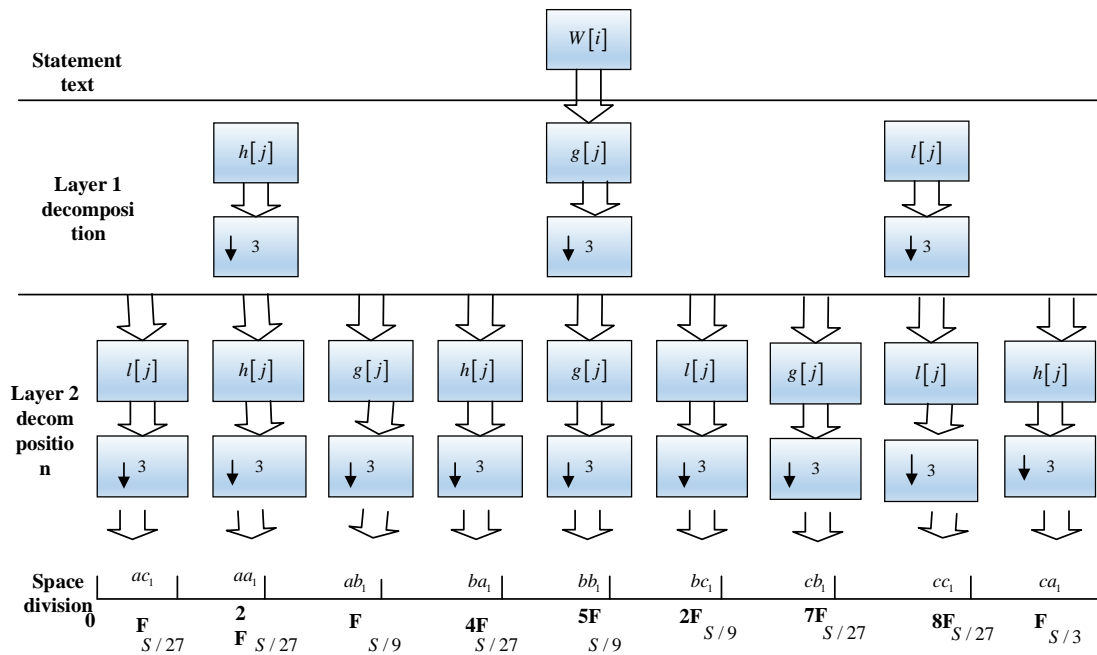 W[i]
Statement
text
h[j] g[j] l[j]
Layer 1
decomposi
tion
↓ 3 ↓ 3 ↓ 3
l[j] h[j] g[j] h[j] g[j] l[j] g[j] l[j] h[j]
Layer 2
decom
positio
n
↓ 3 ↓ 3 ↓ 3 ↓ 3 ↓ 3 ↓ 3 ↓ 3 ↓ 3 ↓ 3
Space
division
ac₁ aa₁ ab₁ ba₁ bb₁ bc₁ cb₁ cc₁ ca₁
0 F S/27 2 F S/27 F S/9 4F S/27 5F S/9 2F S/9 7F S/27 8F S/27 F S/3